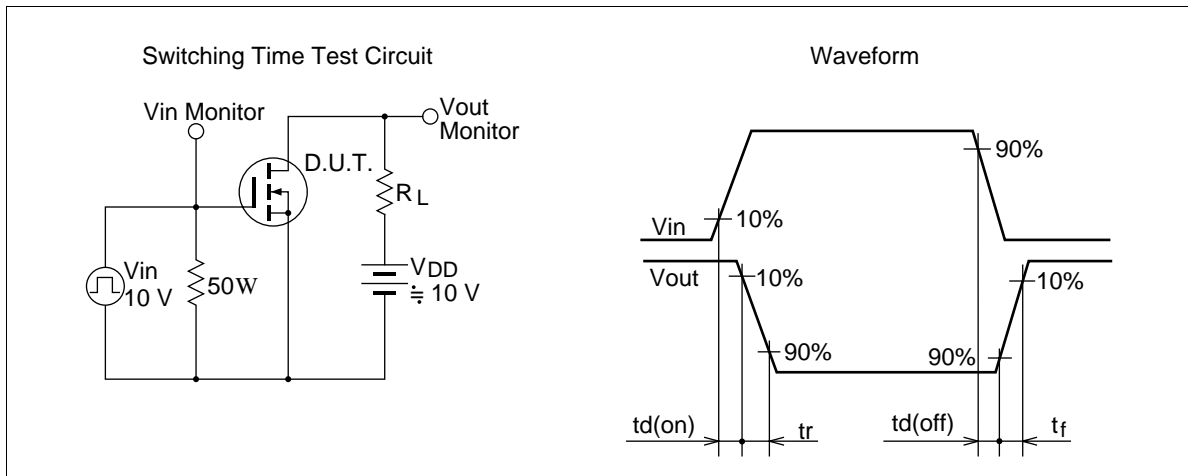 Switching Time Test Circuit
Vin Monitor
Vout
Monitor
D.U.T.
RL
Vin
10 V
50W
VDD
≒ 10 V
Waveform
Vin
10%
90%
Vout
10%
90%
90%
10%
td(on)
tr
td(off)
tf